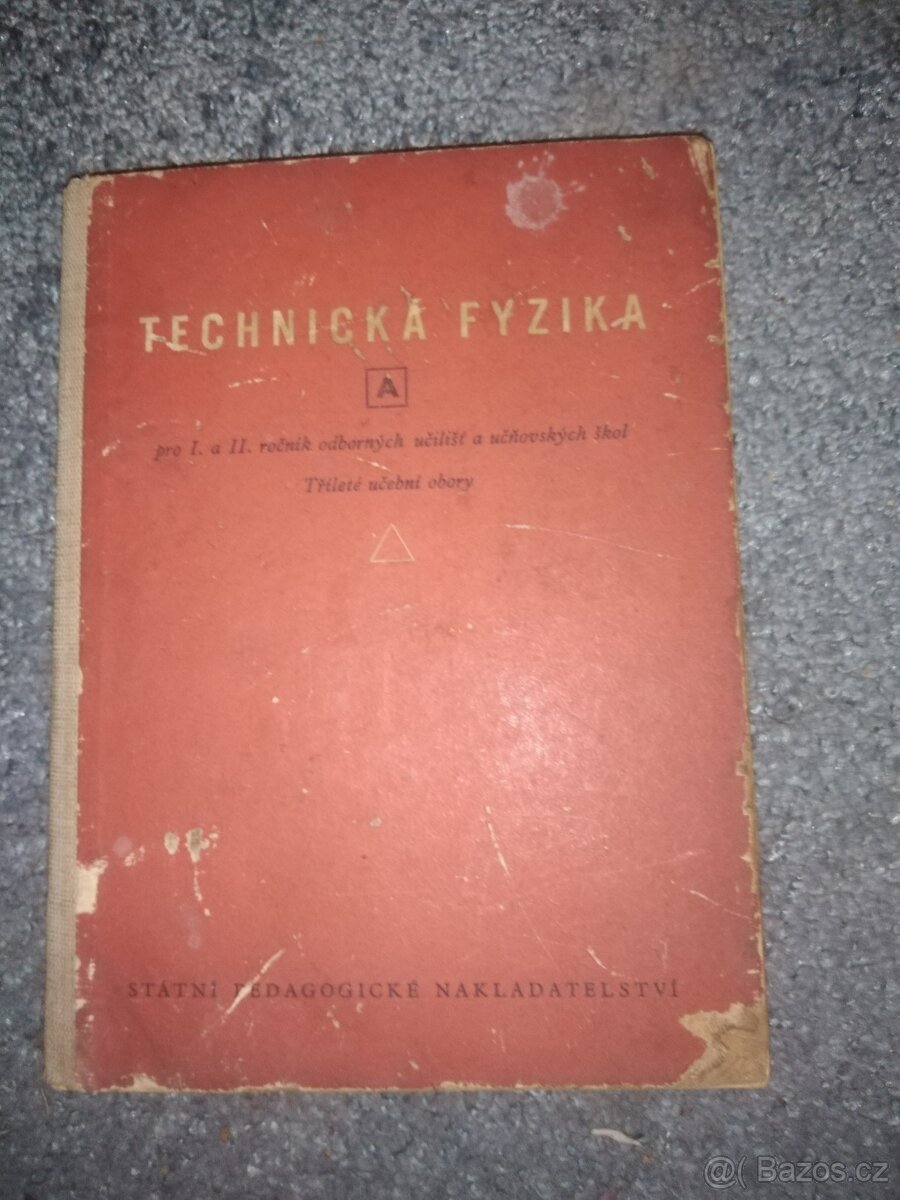 TECHNICKÁ FYZIKA
A
pro I. a II. ročník odborných učilišť a učňovských škol
Tříleté učební obory
STÁTNÍ PEDAGOGICKÉ NAKLADATELSTVÍ
@( Bazos.cz